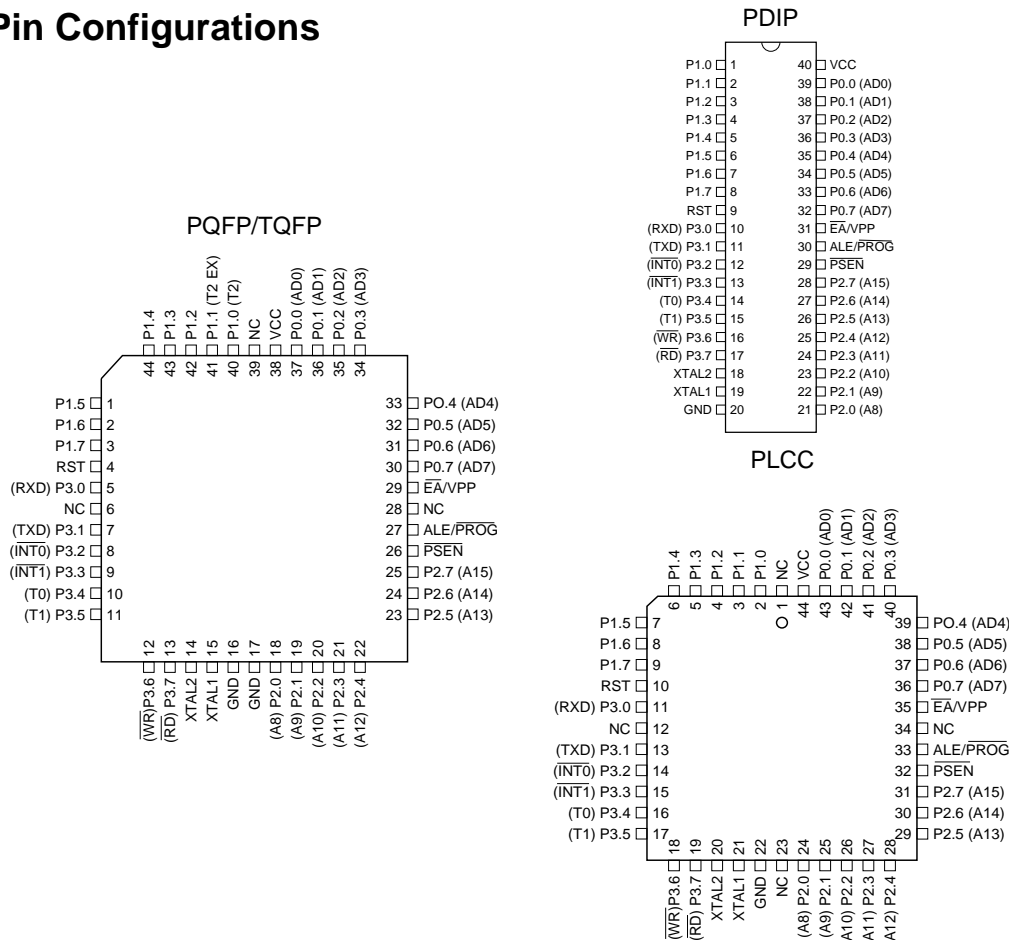 Pin Configurations
PDIP
P1.0 1
P1.1 2
P1.2 3
P1.3 4
P1.4 5
P1.5 6
P1.6 7
P1.7 8
RST 9
(RXD) P3.0 10
(TXD) P3.1 11
(INT0) P3.2 12
(INT1) P3.3 13
(T0) P3.4 14
(T1) P3.5 15
(WR) P3.6 16
(RD) P3.7 17
XTAL2 18
XTAL1 19
GND 20
40 VCC
39 P0.0 (AD0)
38 P0.1 (AD1)
37 P0.2 (AD2)
36 P0.3 (AD3)
35 P0.4 (AD4)
34 P0.5 (AD5)
33 P0.6 (AD6)
32 P0.7 (AD7)
31 EA/VPP
30 ALE/PROG
29 PSEN
28 P2.7 (A15)
27 P2.6 (A14)
26 P2.5 (A13)
25 P2.4 (A12)
24 P2.3 (A11)
23 P2.2 (A10)
22 P2.1 (A9)
21 P2.0 (A8)
PQFP/TQFP
44 P1.4
43 P1.3
42 P1.2
41 P1.1 (T2 EX)
40 P1.0 (T2)
39 NC
38 VCC
37 P0.0 (AD0)
36 P0.1 (AD1)
35 P0.2 (AD2)
34 P0.3 (AD3)
P1.5 1
P1.6 2
P1.7 3
RST 4
(RXD) P3.0 5
NC 6
(TXD) P3.1 7
(INT0) P3.2 8
(INT1) P3.3 9
(T0) P3.4 10
(T1) P3.5 11
33 PO.4 (AD4)
32 P0.5 (AD5)
31 P0.6 (AD6)
30 P0.7 (AD7)
29 EA/VPP
28 NC
27 ALE/PROG
26 PSEN
25 P2.7 (A15)
24 P2.6 (A14)
23 P2.5 (A13)
(WR)P3.6 12
(RD) P3.7 13
XTAL2 14
XTAL1 15
GND 16
GND 17
(A8) P2.0 18
(A9) P2.1 19
(A10) P2.2 20
(A11) P2.3 21
(A12) P2.4 22
PLCC
6 P1.4
5 P1.3
4 P1.2
3 P1.1
2 P1.0
1 NC
44 VCC
43 P0.0 (AD0)
42 P0.1 (AD1)
41 P0.2 (AD2)
40 P0.3 (AD3)
P1.5 7
P1.6 8
P1.7 9
RST 10
(RXD) P3.0 11
NC 12
(TXD) P3.1 13
(INT0) P3.2 14
(INT1) P3.3 15
(T0) P3.4 16
(T1) P3.5 17
39 PO.4 (AD4)
38 P0.5 (AD5)
37 P0.6 (AD6)
36 P0.7 (AD7)
35 EA/VPP
34 NC
33 ALE/PROG
32 PSEN
31 P2.7 (A15)
30 P2.6 (A14)
29 P2.5 (A13)
(WR)P3.6 18
(RD) P3.7 19
XTAL2 20
XTAL1 21
GND 22
NC 23
(A8) P2.0 24
(A9) P2.1 25
A10) P2.2 26
A11) P2.3 27
A12) P2.4 28